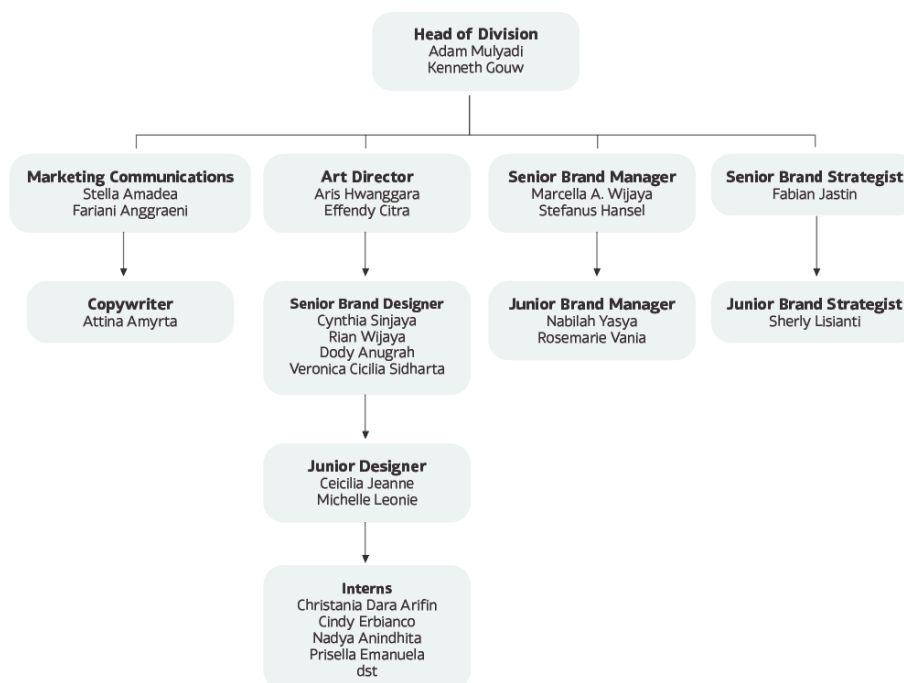 Head of Division
Adam Mulyadi
Kenneth Gouw
Marketing Communications
Stella Amadea
Fariani Anggraeni
Art Director
Aris Hwanggara
Effendy Citra
Senior Brand Manager
Marcella A. Wijaya
Stefanus Hansel
Senior Brand Strategist
Fabian Jastin
Copywriter
Attina Amyrta
Senior Brand Designer
Cynthia Sinjaya
Rian Wijaya
Dody Anugrah
Veronica Cicilia Sidharta
Junior Brand Manager
Nabilah Yasya
Rosemarie Vania
Junior Brand Strategist
Sherly Lisianti
Junior Designer
Ceicilia Jeanne
Michelle Leonie
Interns
Christania Dara Arifin
Cindy Erbianco
Nadya Anindhita
Prisella Emanuela
dst